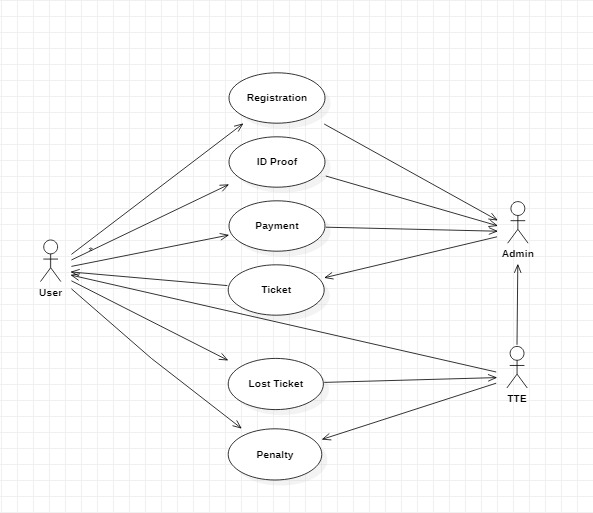 Registration
ID Proof
Payment
Ticket
Lost Ticket
Penalty
User
Admin
TTE